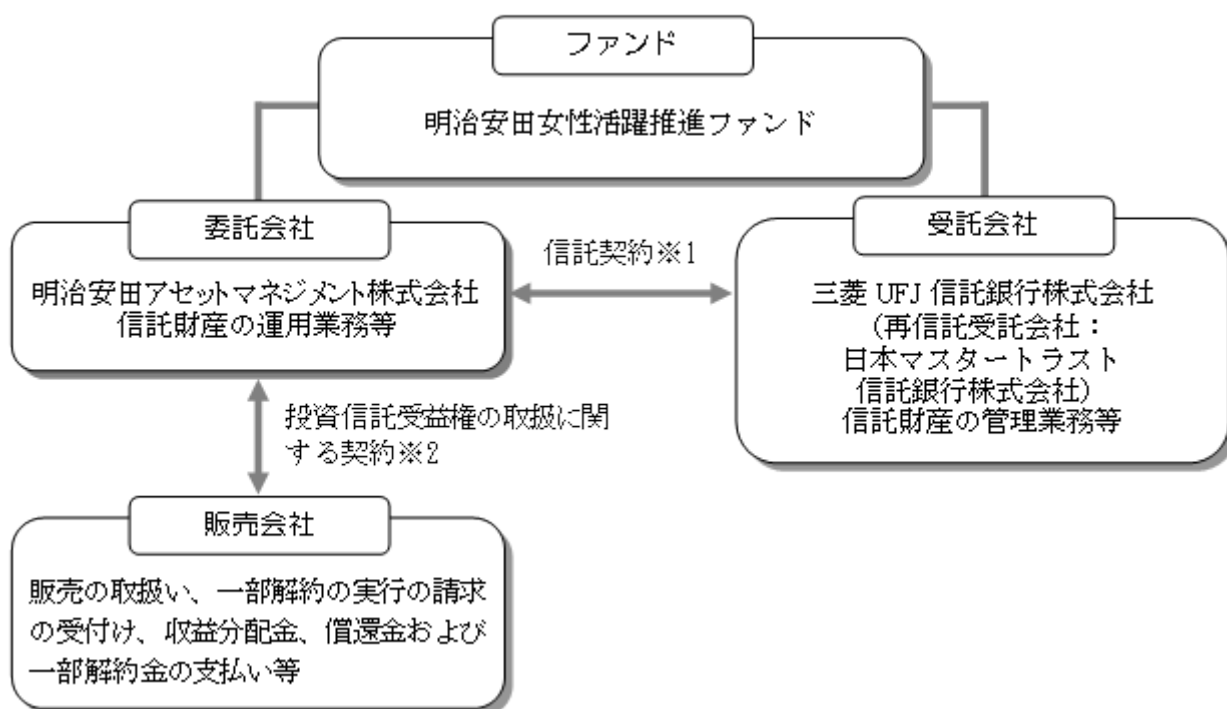 ファンド
明治安田女性活躍推進ファンド
委託会社
明治安田アセットマネジメント株式会社
信託財産の運用業務等
信託契約※1
受託会社
三菱 UFJ 信託銀行株式会社
(再信託受託会社:
日本マスタートラスト
信託銀行株式会社)
信託財産の管理業務等
投資信託受益権の取扱に関
する契約※2
販売会社
販売の取扱い、一部解約の実行の請求
の受付け、収益分配金、償還金および
一部解約金の支払い等